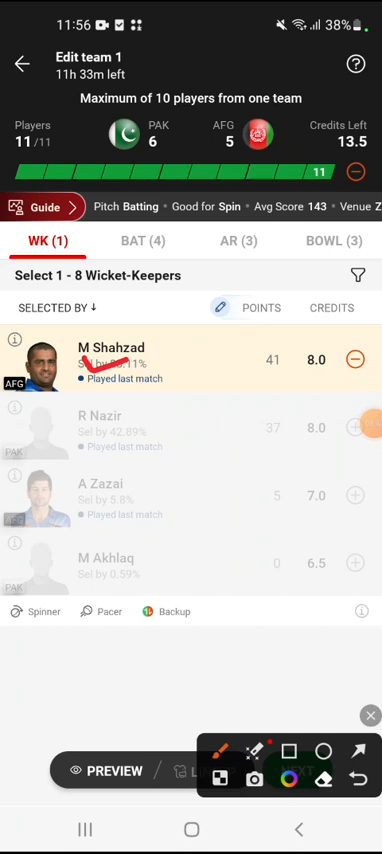 11:56 38%
Edit team 1
11h 33m left
Maximum of 10 players from one team
Players PAK AFG Credits Left
11/11 6 5 13.5
11
Guide Pitch Batting • Good for Spin • Avg Score 143 • Venue Z
WK (1) BAT (4) AR (3) BOWL (3)
Select 1 - 8 Wicket-Keepers
SELECTED BY ↓ POINTS CREDITS
M Shahzad
Sel by .11% 41 8.0
AFG • Played last match
R Nazir
Sel by 42.89% 37 8.0
PAK • Played last match
A Zazai
Sel by 5.8% 5 7.0
• Played last match
M Akhlaq
Sel by 0.59% 0 6.5
PAK
Spinner Pacer Backup
PREVIEW / NEXT